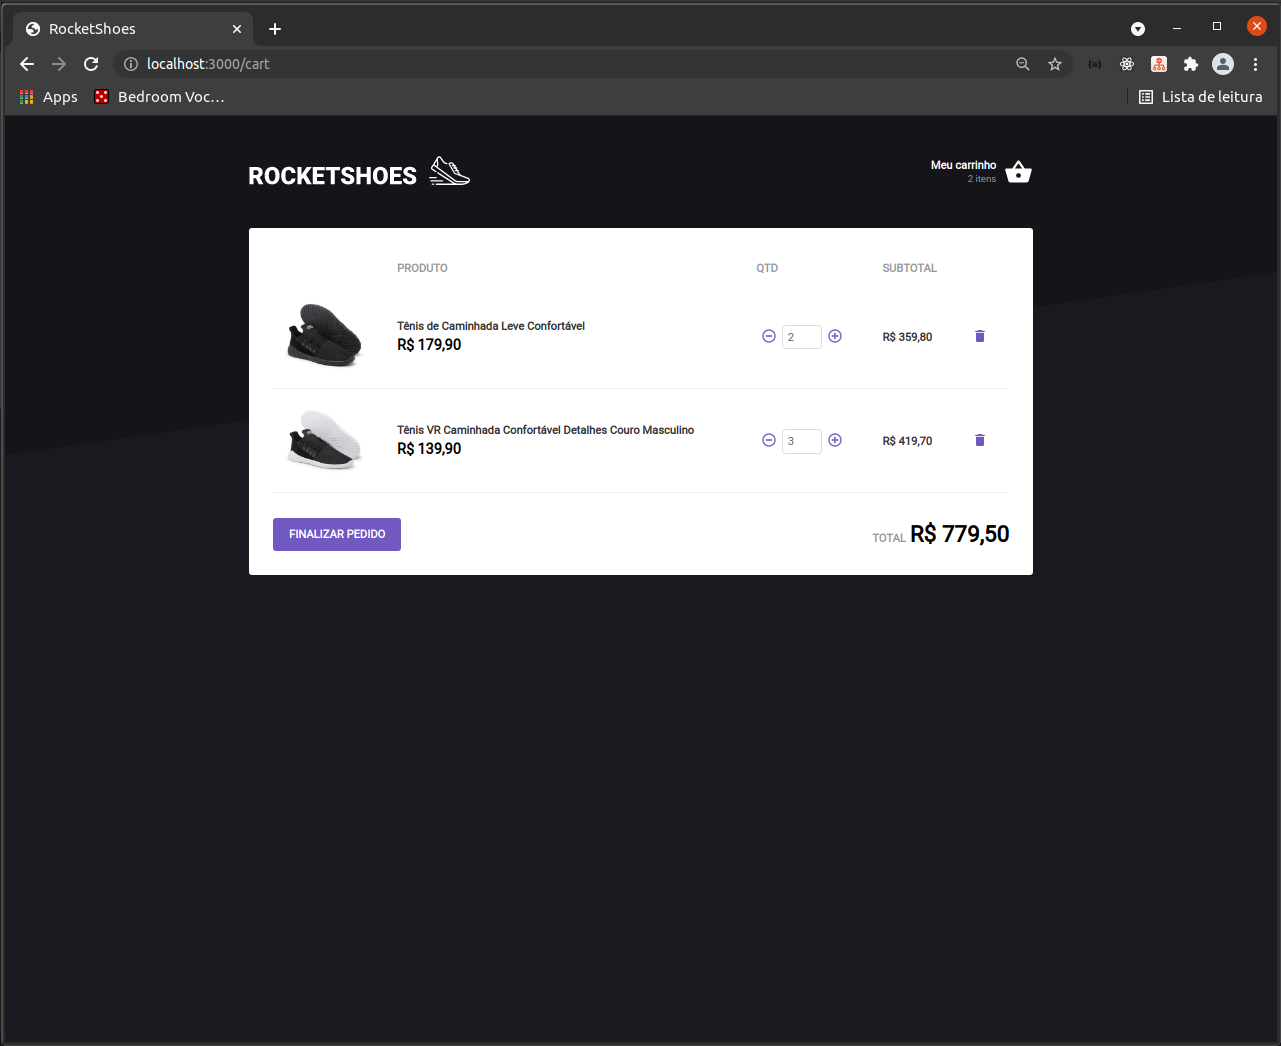 RocketShoes
localhost:3000/cart
Apps
Bedroom Voc...
Lista de leitura
ROCKETSHOES
Meu carrinho
2 itens
PRODUTO QTD SUBTOTAL
Tênis de Caminhada Leve Confortável
R$ 179,90
2
R$ 359,80
Tênis VR Caminhada Confortável Detalhes Couro Masculino
R$ 139,90
3
R$ 419,70
FINALIZAR PEDIDO
TOTAL R$ 779,50